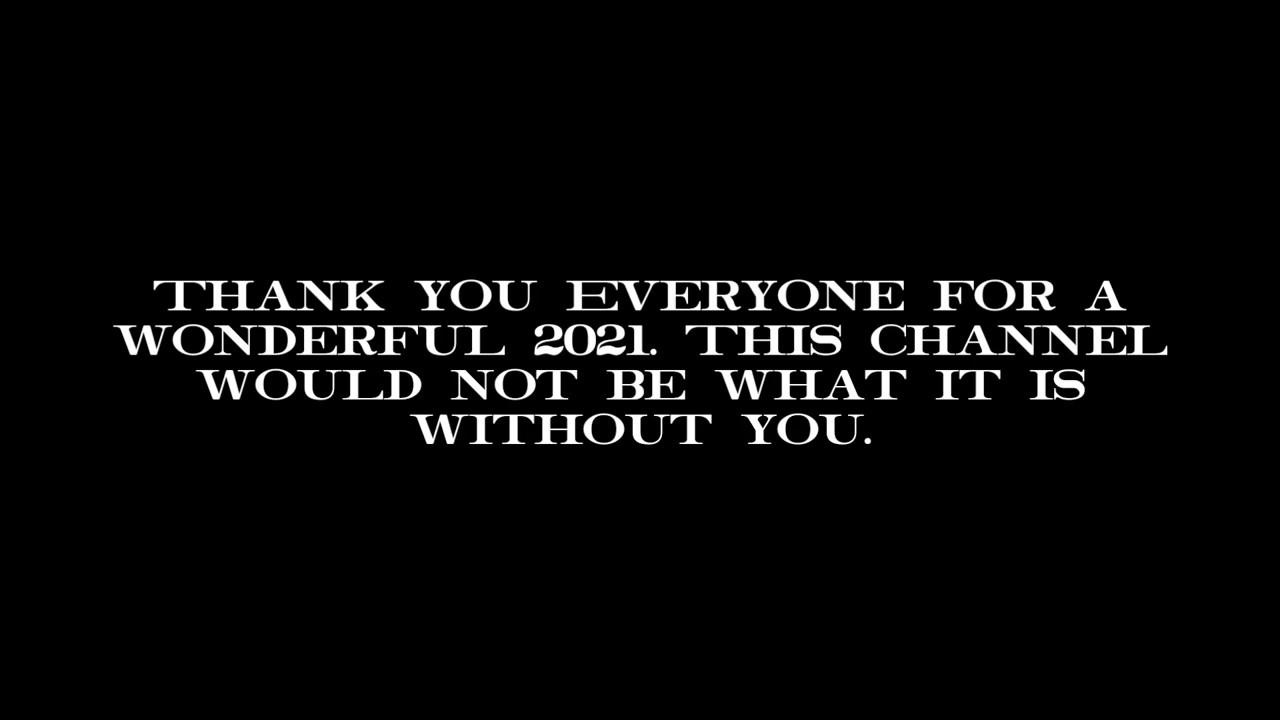 Thank you Everyone for a
wonderful 2021. This channel
would not be what it is
without you.